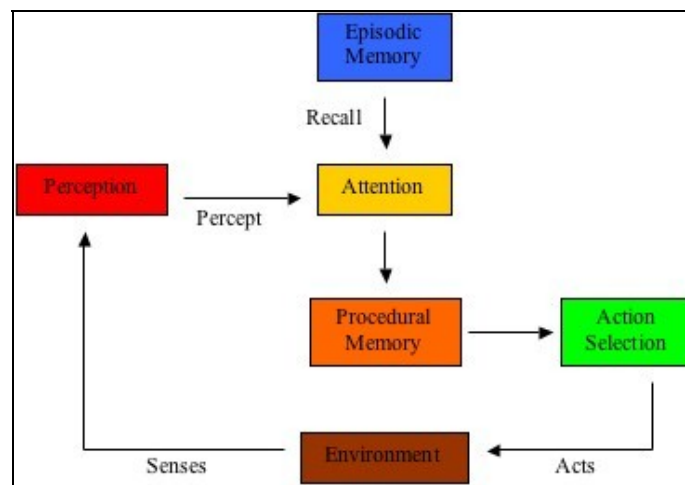 Episodic
Memory
Recall
Perception
Attention
Percept
Procedural
Memory
Action
Selection
Environment
Senses
Acts